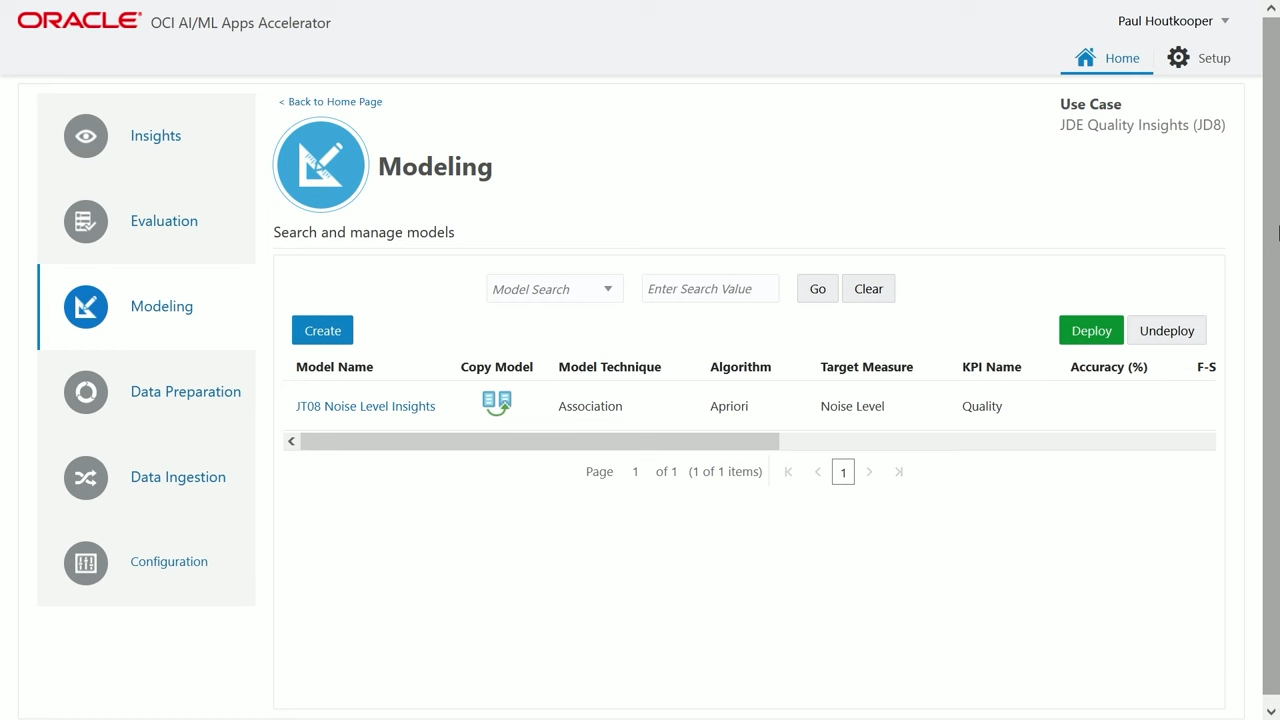 ORACLE OCI AI/ML Apps Accelerator
Paul Houtkooper
Home
Setup
Insights
Evaluation
Modeling
Data Preparation
Data Ingestion
Configuration
< Back to Home Page
Use Case
JDE Quality Insights (JD8)
Modeling
Search and manage models
Model Search
Enter Search Value
Go
Clear
Create
Deploy
Undeploy
Model Name Copy Model Model Technique Algorithm Target Measure KPI Name Accuracy (%) F-S
JT08 Noise Level Insights Association Apriori Noise Level Quality
Page 1 of 1 (1 of 1 items) 1